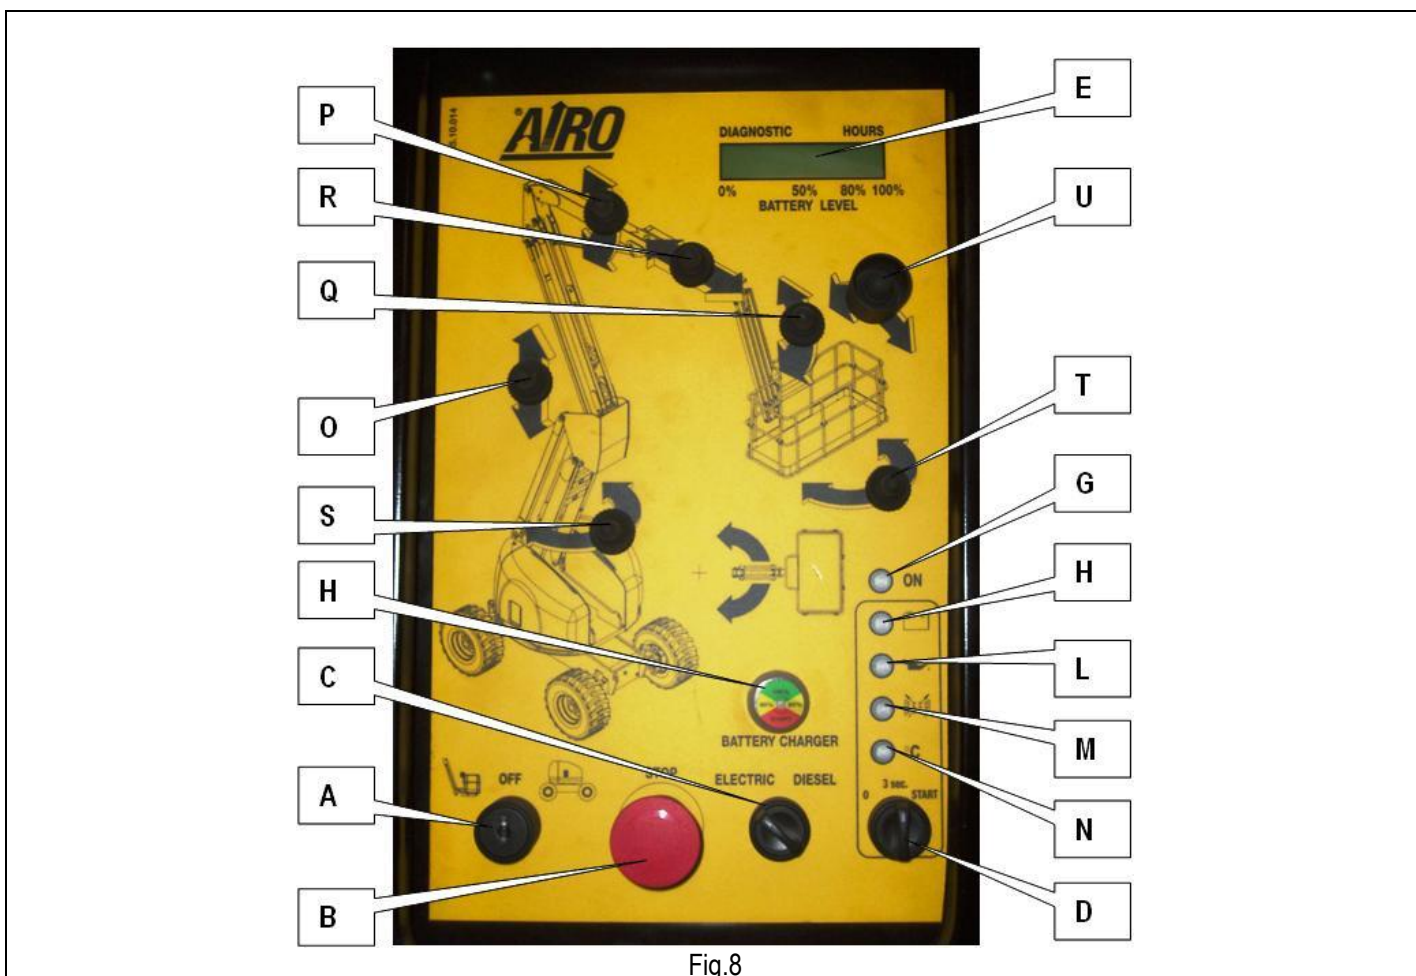 P
E
AIRO
DIAGNOSTIC HOURS
0% 50% 80% 100%
BATTERY LEVEL
R
U
Q
O
T
S
G
ON
H
H
L
C
M
BATTERY CHARGER
A
OFF
STOP
ELECTRIC DIESEL
3 sec.
0 START
N
B
D
Fig.8